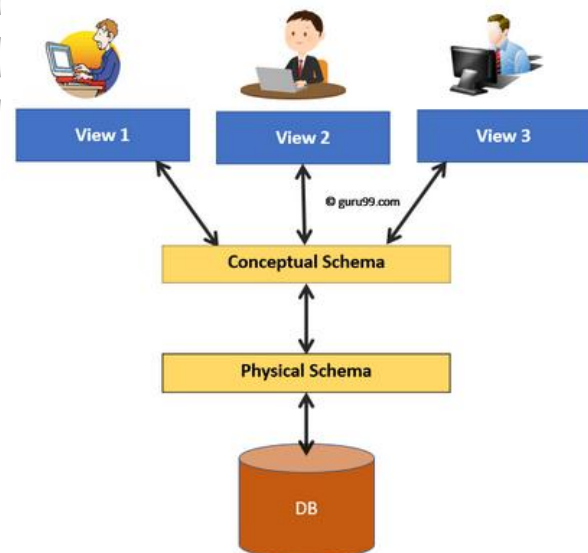 View 1
View 2
View 3
© guru99.com
Conceptual Schema
Physical Schema
DB